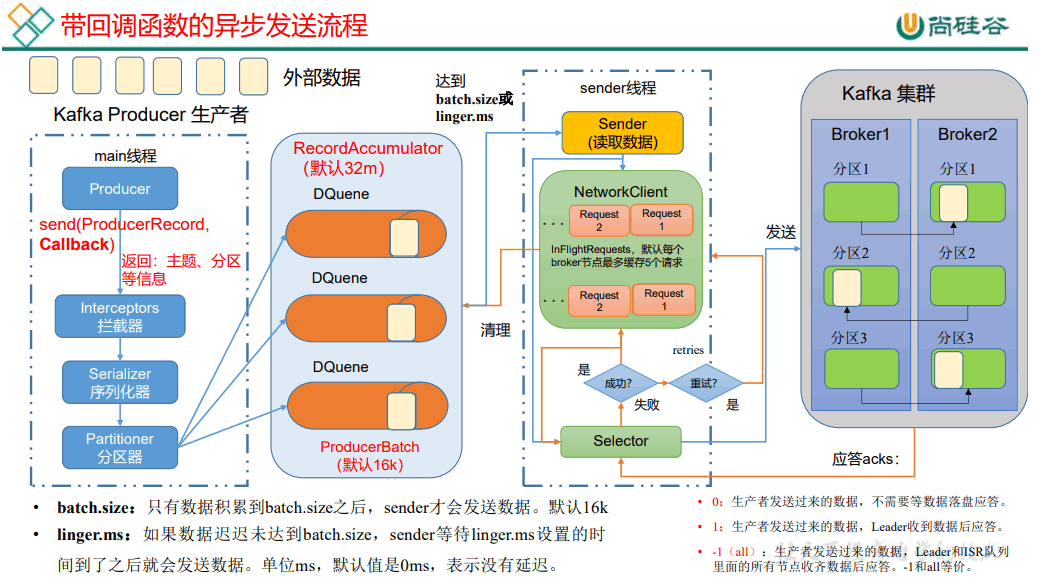 带回调函数的异步发送流程
尚硅谷
外部数据
Kafka Producer 生产者
main线程
Producer
send(ProducerRecord,
Callback)
返回：主题、分区
等信息
Interceptors
拦截器
Serializer
序列化器
Partitioner
分区器
RecordAccumulator
(默认32m)
DQuene
DQuene
DQuene
ProducerBatch
(默认16k)
达到
batch.size或
linger.ms
清理
sender线程
Sender
(读取数据)
NetworkClient
... Request 2 Request 1
InFlightRequests，默认每个
broker节点最多缓存5个请求
... Request 2 Request 1
retries
是
成功?
重试?
失败
是
Selector
发送
Kafka 集群
Broker1
Broker2
分区1
分区1
分区2
分区2
分区3
分区3
应答acks：
• batch.size：只有数据积累到batch.size之后，sender才会发送数据。默认16k
• linger.ms：如果数据迟迟未达到batch.size，sender等待linger.ms设置的时
间到了之后就会发送数据。单位ms，默认值是0ms，表示没有延迟。
• 0：生产者发送过来的数据，不需要等数据落盘应答。
• 1：生产者发送过来的数据，Leader收到数据后应答。
• -1（all）：生产者发送过来的数据，Leader和ISR队列
里面的所有节点收齐数据后应答。-1和all等价。